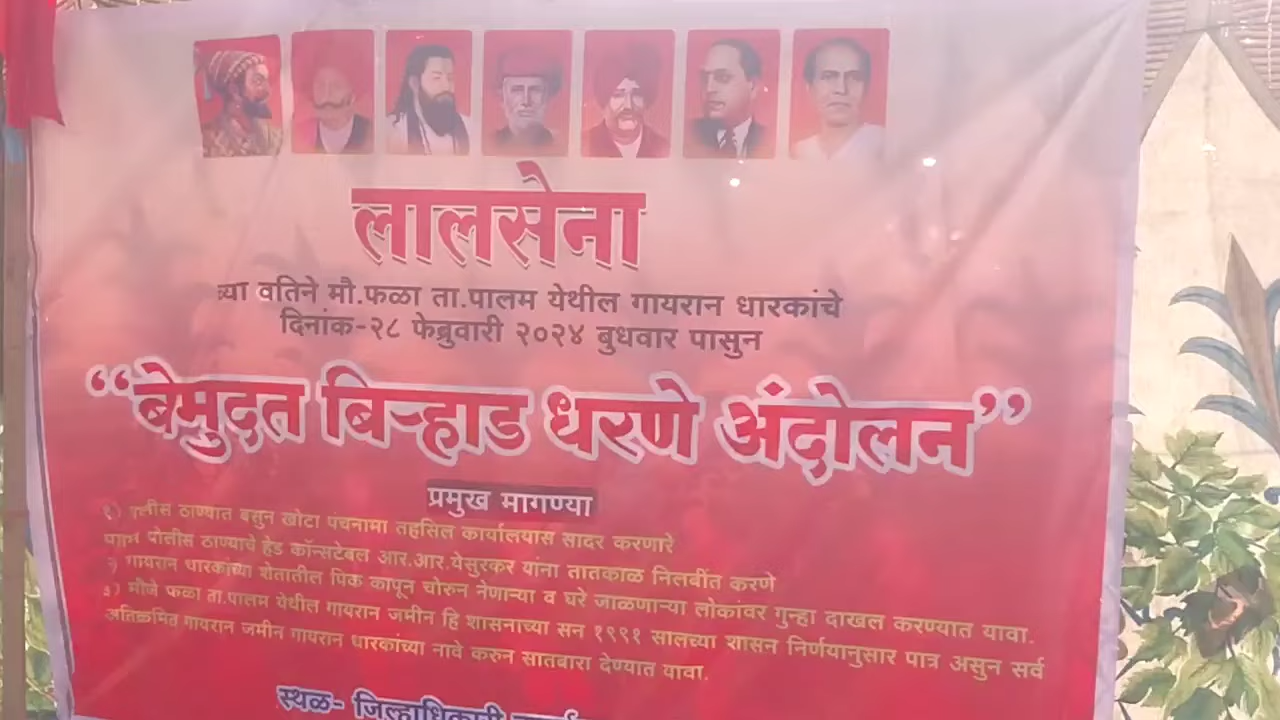 लालसेना
च्या वतिने मौ.फळा ता.पालम येथील गायरान धारकांचे
दिनांक-२८ फेब्रुवारी २०२४ बुधवार पासुन
“बेमुदत बिऱ्हाड धरणे अंदोलन”
प्रमुख मागण्या
१) पोलीस ठाण्यात बसुन खोटा पंचनामा तहसिल कार्यालयास सादर करणारे
पालम पोलीस ठाण्याचे हेड कॉन्सटेबल आर.आर.येसुरकर यांना तातकाळ निलबींत करणे
२) गायरान धारकांच्या शेतातील पिक कापून चोरुन नेणाऱ्या व घरे जाळणाऱ्या लोकांवर गुन्हा दाखल करण्यात यावा.
३) मौजे फळा ता.पालम येथील गायरान जमीन हि शासनाच्या सन १९९१ सालच्या शासन निर्णयानुसार पात्र असुन सर्व
अतिक्रमित गायरान जमीन गायरान धारकांच्या नावे करुन सातबारा देण्यात यावा.
स्थळ- जिल्हाधिकारी